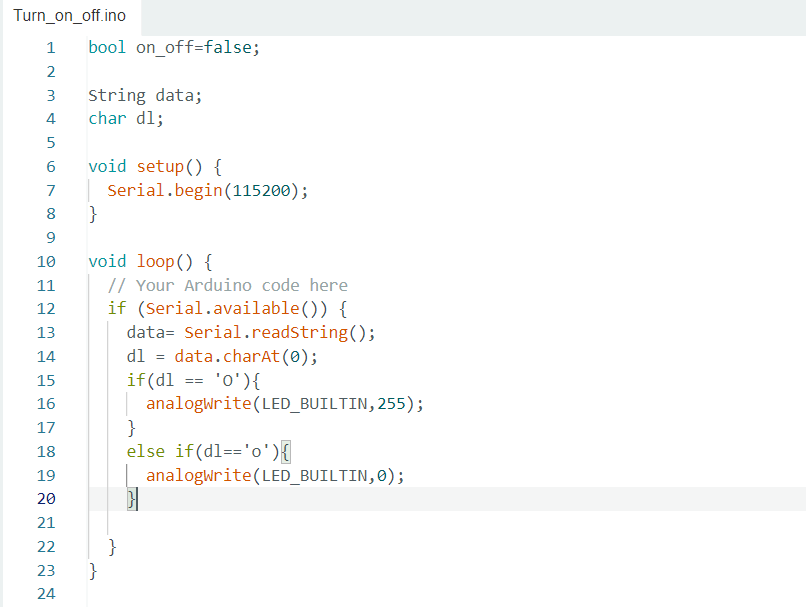 Turn_on_off.ino
1 bool on_off=false;
2
3 String data;
4 char dl;
5
6 void setup() {
7 Serial.begin(115200);
8 }
9
10 void loop() {
11 // Your Arduino code here
12 if (Serial.available()) {
13 data= Serial.readString();
14 dl = data.charAt(0);
15 if(dl == 'O'){
16 analogWrite(LED_BUILTIN,255);
17 }
18 else if(dl=='o'){
19 analogWrite(LED_BUILTIN,0);
20 }
21
22 }
23 }
24